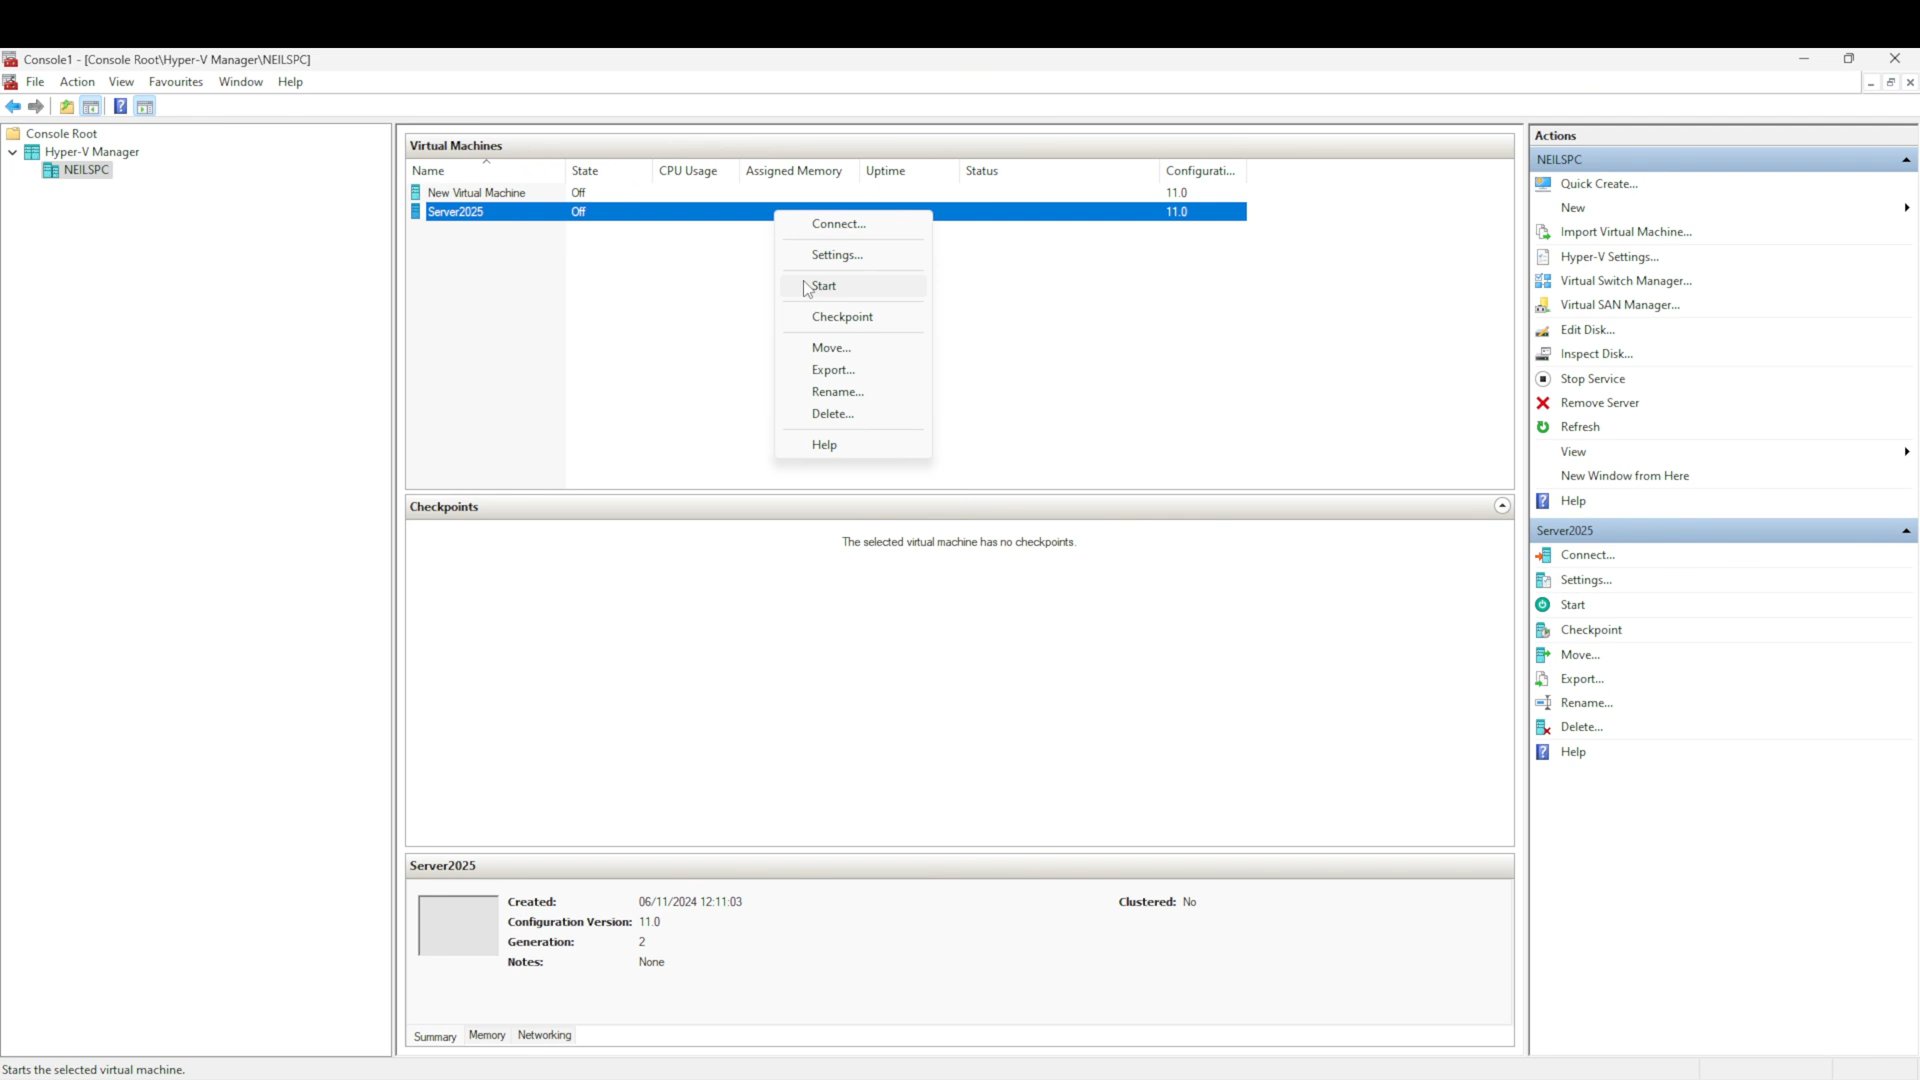 Console1 - [Console Root\Hyper-V Manager\NEILSPC]
File Action View Favourites Window Help
Console Root
Hyper-V Manager
NEILSPC
Virtual Machines
Name State CPU Usage Assigned Memory Uptime Status Configurati...
New Virtual Machine Off 11.0
Server2025 Off 11.0
Connect...
Settings...
Start
Checkpoint
Move...
Export...
Rename...
Delete...
Help
Checkpoints
The selected virtual machine has no checkpoints.
Server2025
Created: 06/11/2024 12:11:03 Clustered: No
Configuration Version: 11.0
Generation: 2
Notes: None
Summary Memory Networking
Actions
NEILSPC
Quick Create...
New
Import Virtual Machine...
Hyper-V Settings...
Virtual Switch Manager...
Virtual SAN Manager...
Edit Disk...
Inspect Disk...
Stop Service
Remove Server
Refresh
View
New Window from Here
Help
Server2025
Connect...
Settings...
Start
Checkpoint
Move...
Export...
Rename...
Delete...
Help
Starts the selected virtual machine.